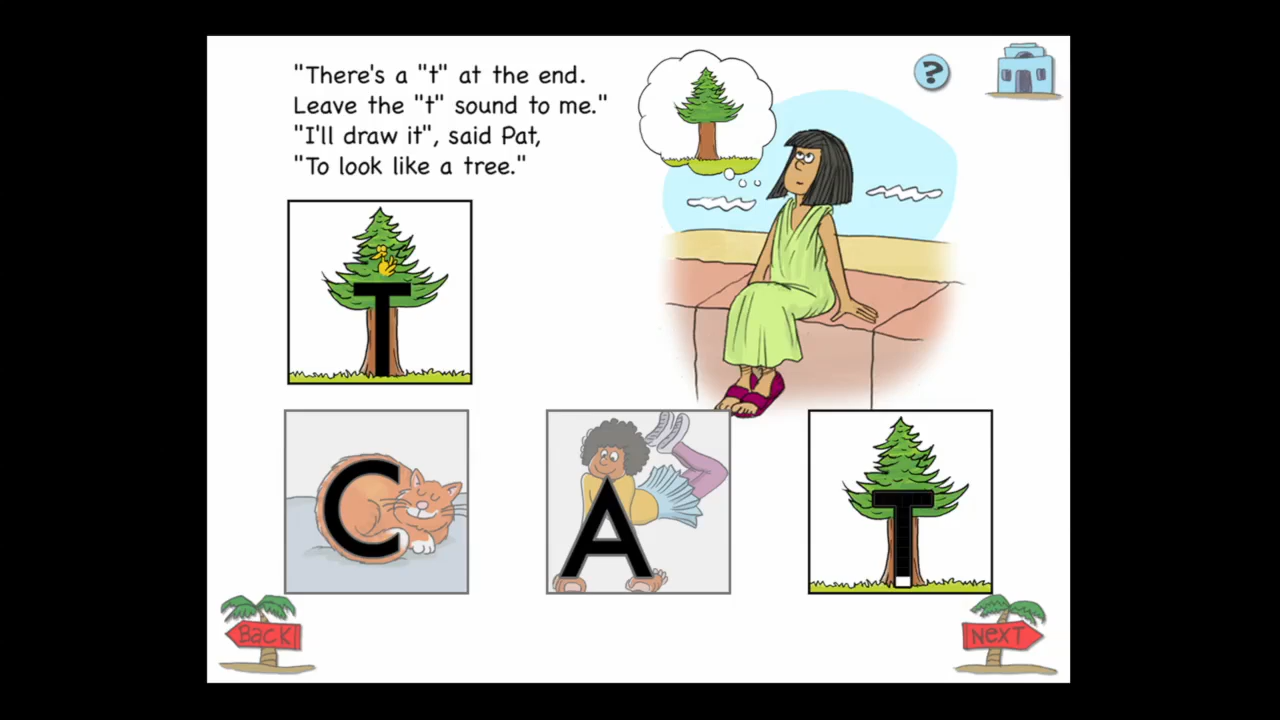 "There's a "t" at the end.
Leave the "t" sound to me."
"I'll draw it", said Pat,
"To look like a tree."
?
T
C A T
BACK NEXT